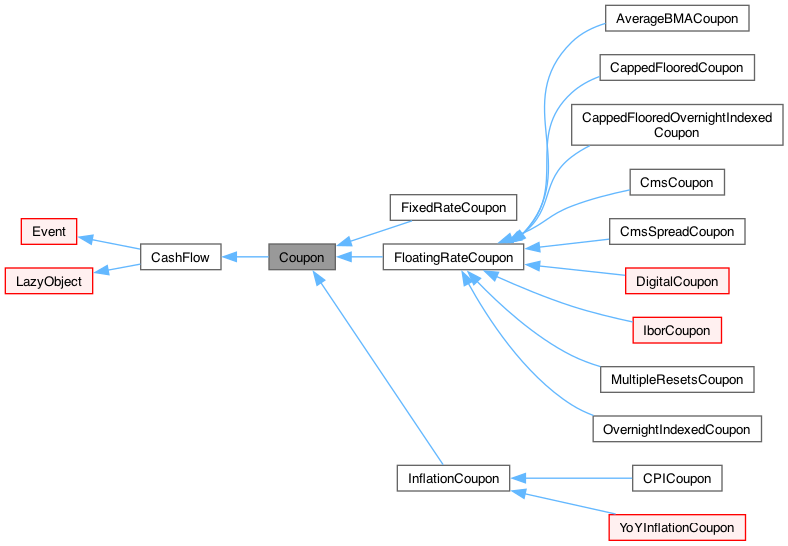 AverageBMACoupon
CappedFlooredCoupon
CappedFlooredOvernightIndexed
Coupon
CmsCoupon
FixedRateCoupon
Event
CmsSpreadCoupon
CashFlow
Coupon
FloatingRateCoupon
LazyObject
DigitalCoupon
IborCoupon
MultipleResetsCoupon
OvernightIndexedCoupon
InflationCoupon
CPICoupon
YoYInflationCoupon